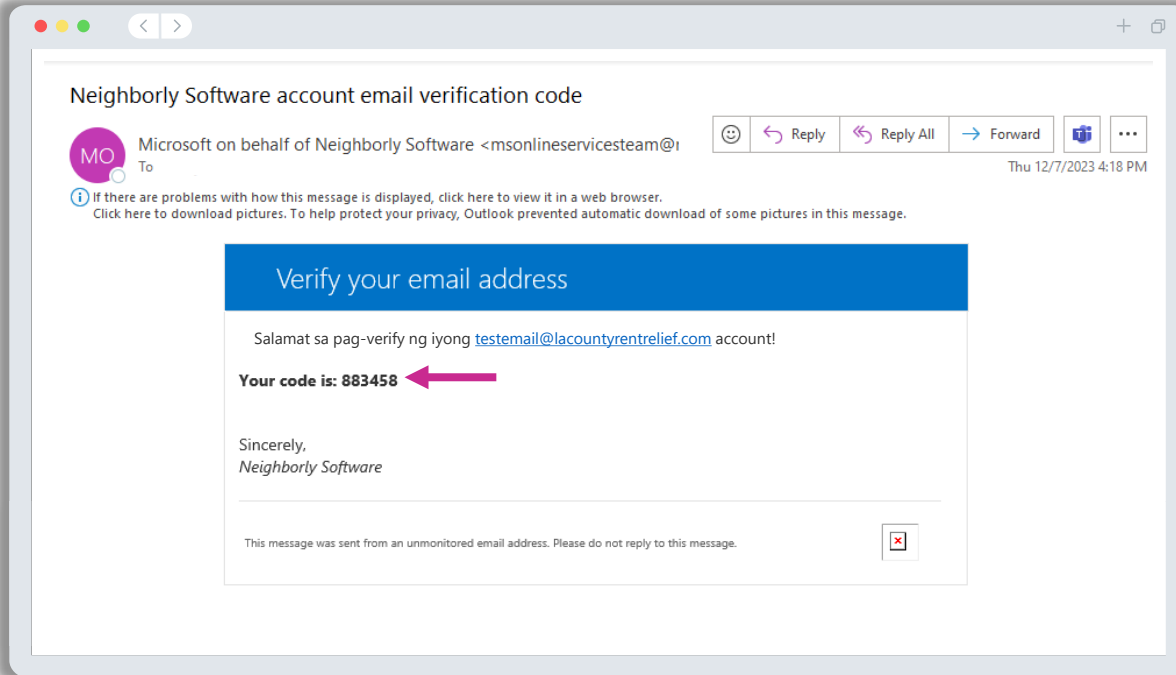 Neighborly Software account email verification code
MO
Microsoft on behalf of Neighborly Software <msonlineservicesteam@
Reply
Reply All
Forward
To
Thu 12/7/2023 4:18 PM
If there are problems with how this message is displayed, click here to view it in a web browser.
Click here to download pictures. To help protect your privacy, Outlook prevented automatic download of some pictures in this message.
Verify your email address
Salamat sa pag-verify ng iyong testemail@lacountyrentrelief.com account!
Your code is: 883458
Sincerely,
Neighborly Software
This message was sent from an unmonitored email address. Please do not reply to this message.